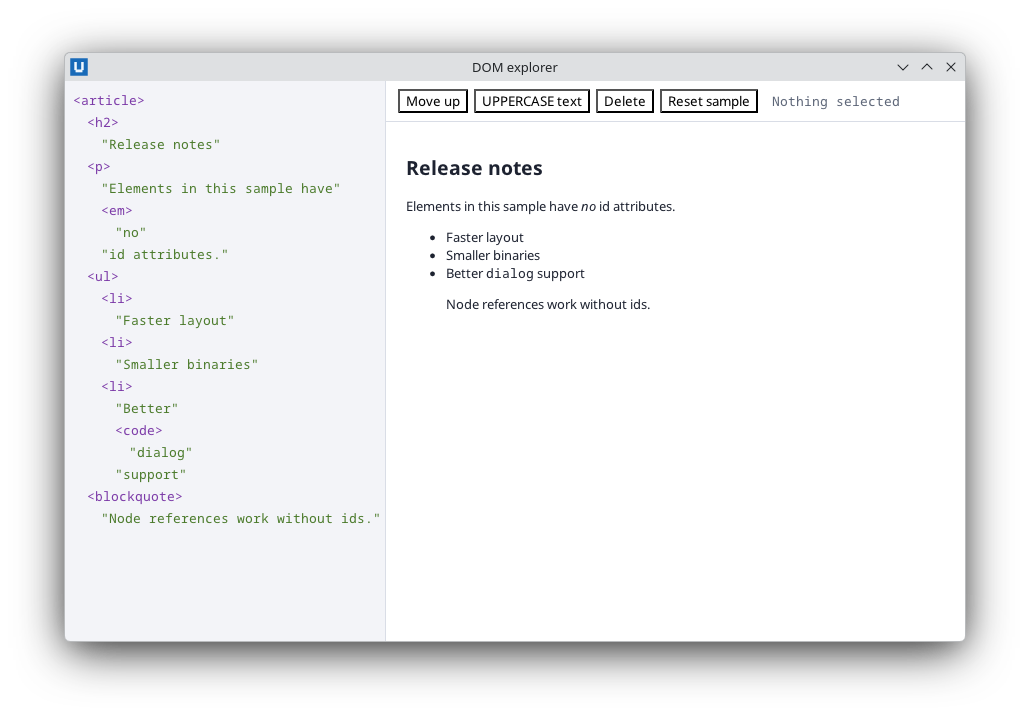 DOM explorer
<article>
<h2>
"Release notes"
<p>
"Elements in this sample have"
<em>
"no"
"id attributes."
<ul>
<li>
"Faster layout"
<li>
"Smaller binaries"
<li>
"Better"
<code>
"dialog"
"support"
<blockquote>
"Node references work without ids."
Move up UPPERCASE text Delete Reset sample Nothing selected
Release notes
Elements in this sample have no id attributes.
Faster layout
Smaller binaries
Better dialog support
Node references work without ids.